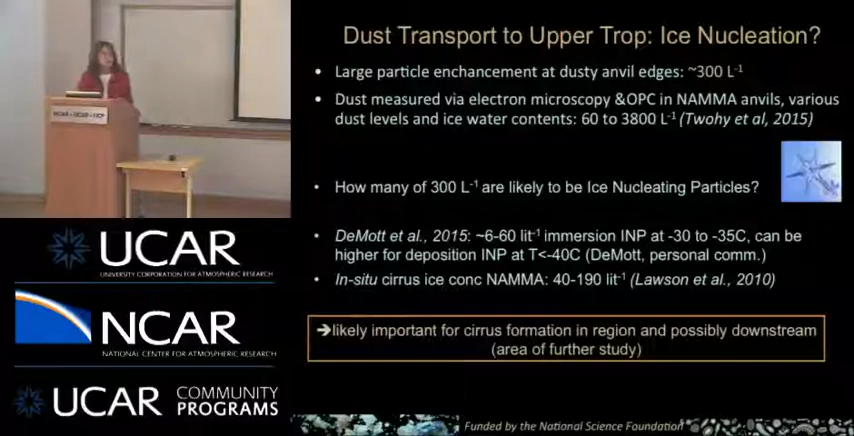 Dust Transport to Upper Trop: Ice Nucleation?
• Large particle enchancement at dusty anvil edges: ~300 L⁻¹
• Dust measured via electron microscopy &OPC in NAMMA anvils, various
dust levels and ice water contents: 60 to 3800 L⁻¹ (Twohy et al, 2015)
• How many of 300 L⁻¹ are likely to be Ice Nucleating Particles?
• DeMott et al., 2015: ~6-60 lit⁻¹ immersion INP at -30 to -35C, can be
higher for deposition INP at T<-40C (DeMott, personal comm.)
• In-situ cirrus ice conc NAMMA: 40-190 lit⁻¹ (Lawson et al., 2010)
➔likely important for cirrus formation in region and possibly downstream
(area of further study)
Funded by the National Science Foundation
NCAR • UCAR • UCP
UCAR
UNIVERSITY CORPORATION FOR ATMOSPHERIC RESEARCH
NCAR
NATIONAL CENTER FOR ATMOSPHERIC RESEARCH
UCAR COMMUNITY
PROGRAMS